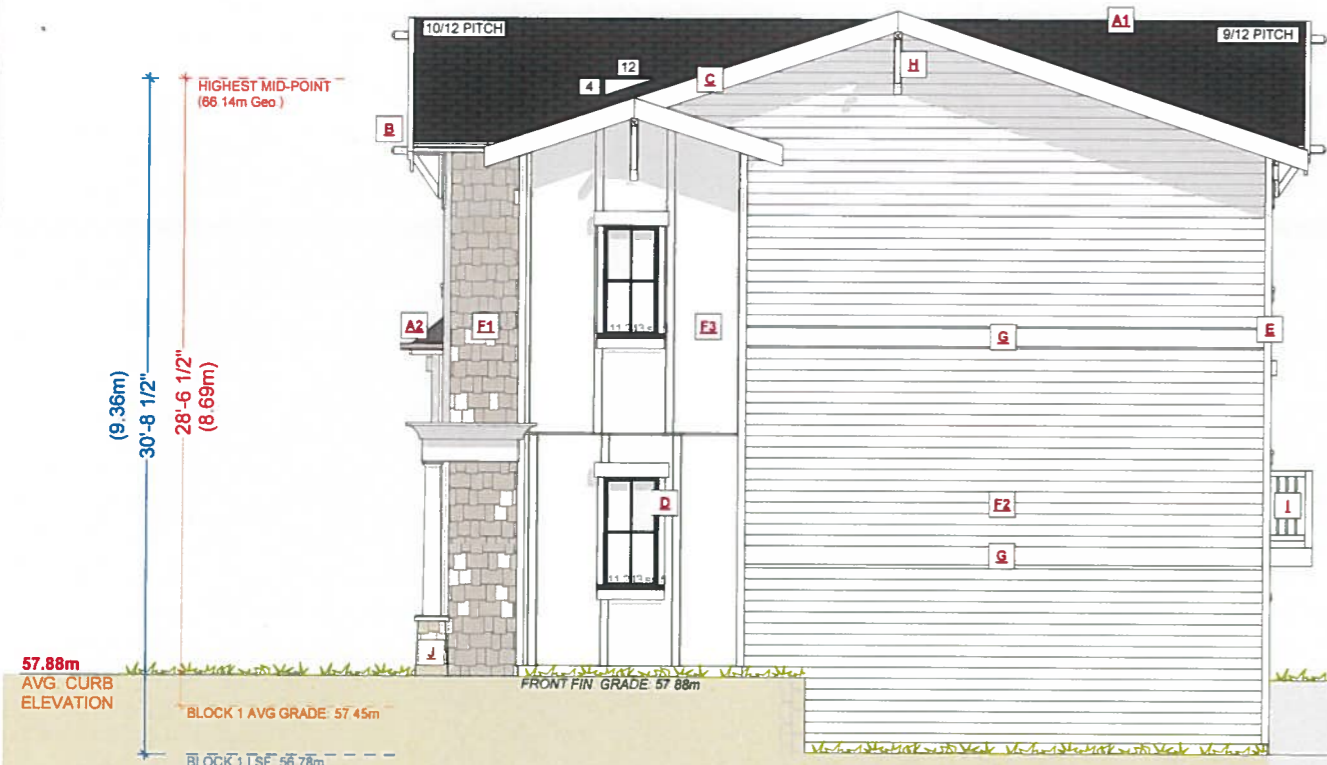 10/12 PITCH
A1
9/12 PITCH
12
4
C
H
HIGHEST MID-POINT
(66.14m Geo.)
B
A2
F1
F3
G
E
(9.36m)
30'-8 1/2"
28'-6 1/2"
(8.69m)
D
F2
I
G
J
57.88m
AVG. CURB
ELEVATION
FRONT FIN. GRADE: 57.88m
BLOCK 1 AVG GRADE: 57.45m
BLOCK 1 LSE: 56.78m